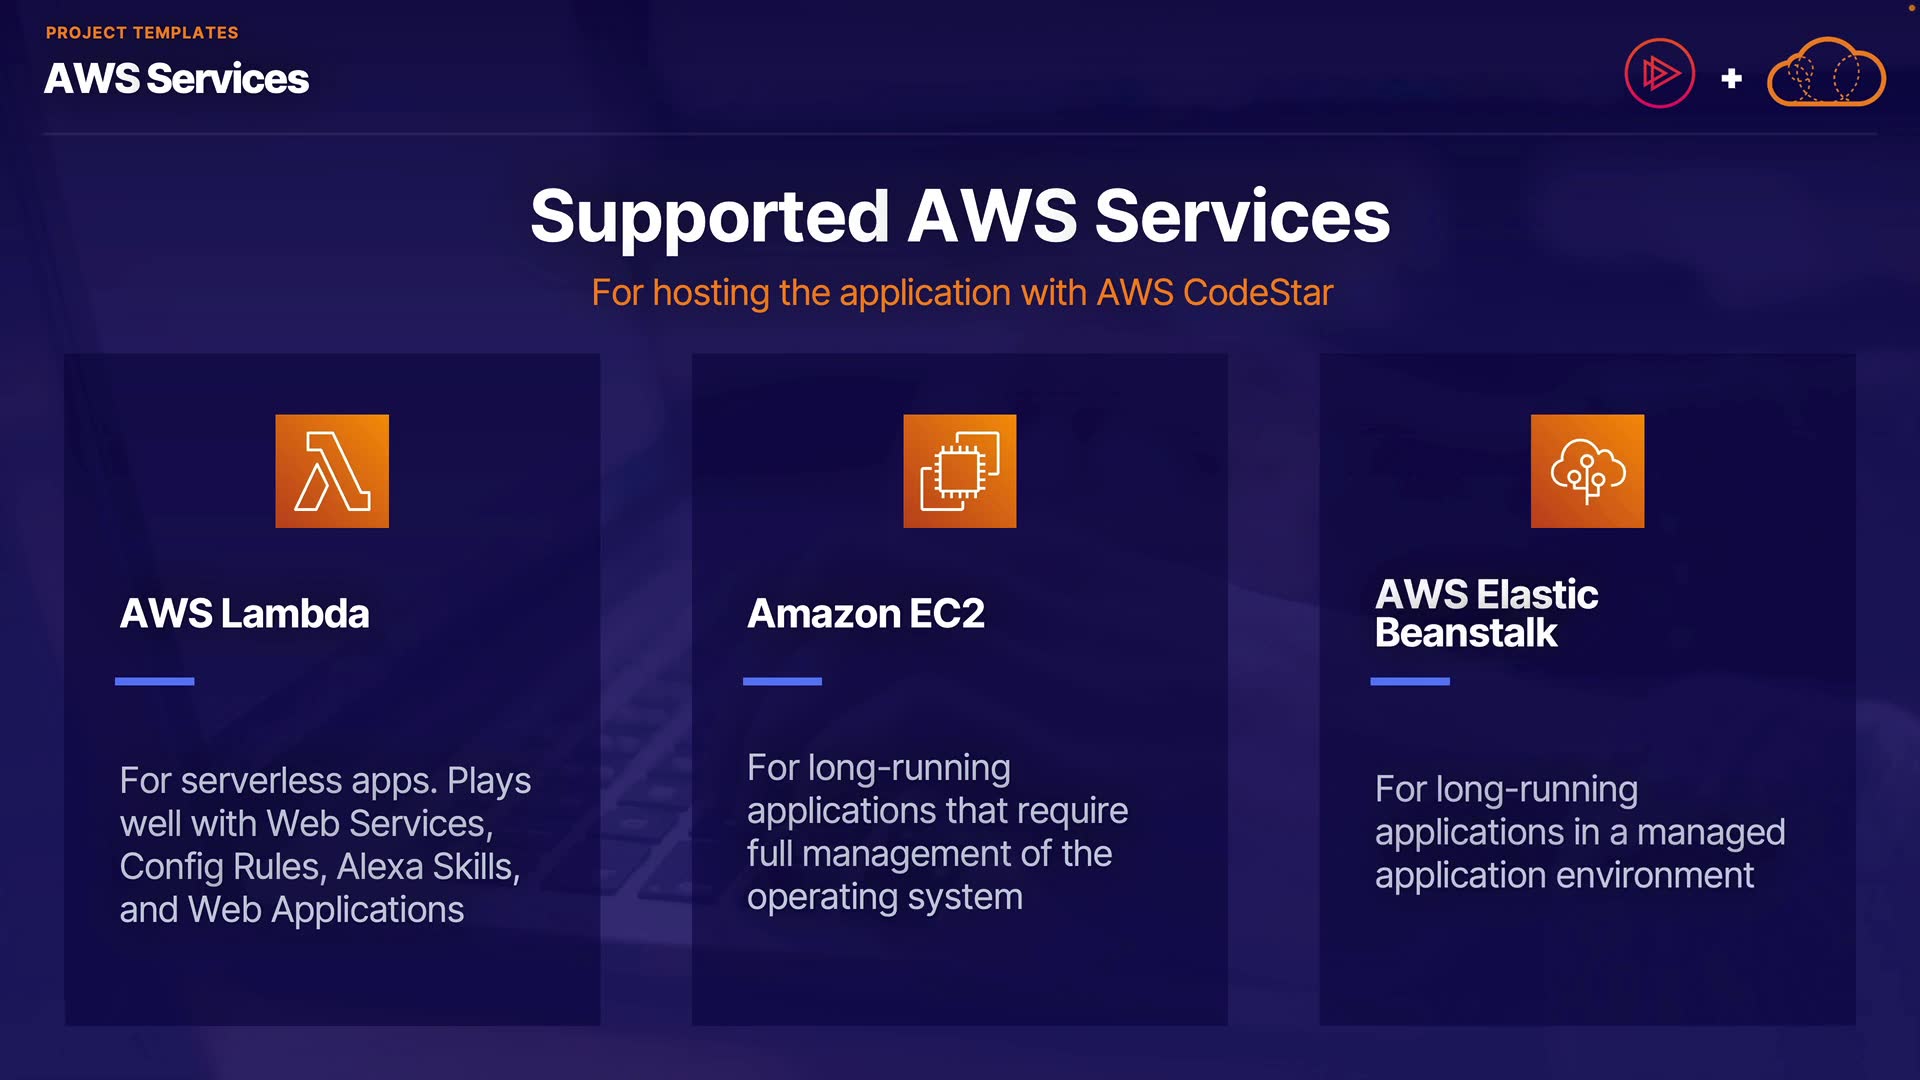 PROJECT TEMPLATES
AWS Services
+
Supported AWS Services
For hosting the application with AWS CodeStar
AWS Lambda
For serverless apps. Plays
well with Web Services,
Config Rules, Alexa Skills,
and Web Applications
Amazon EC2
For long-running
applications that require
full management of the
operating system
AWS Elastic
Beanstalk
For long-running
applications in a managed
application environment